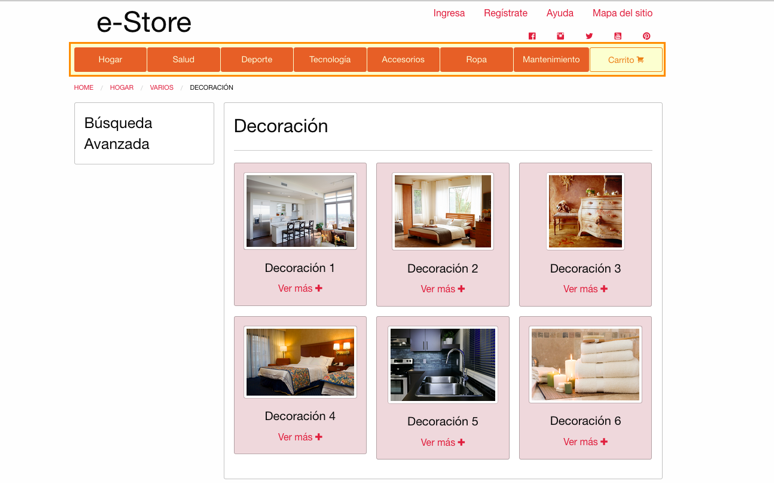 e-Store
Ingresa Regístrate Ayuda Mapa del sitio
Hogar Salud Deporte Tecnología Accesorios Ropa Mantenimiento Carrito
HOME / HOGAR / VARIOS / DECORACIÓN
Búsqueda
Avanzada
Decoración
Decoración 1
Ver más
Decoración 2
Ver más
Decoración 3
Ver más
Decoración 4
Ver más
Decoración 5
Ver más
Decoración 6
Ver más